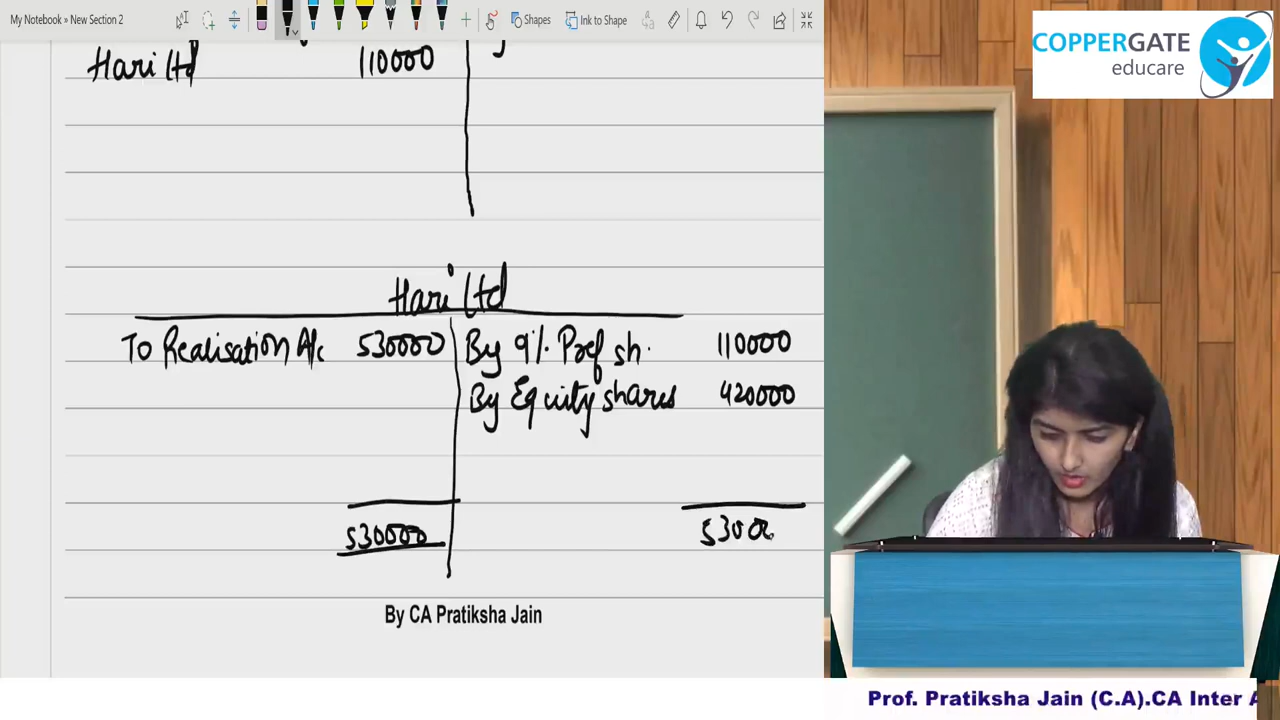 My Notebook » New Section 2
Shapes
Ink to Shape
COPPERGATE
educare
Hari Ltd 110000
Hari Ltd
To Realisation A/c 530000 By 9% Pref sh. 110000
By Equity shares 420000
530000 53000
By CA Pratiksha Jain
Prof. Pratiksha Jain (C.A).CA Inter A